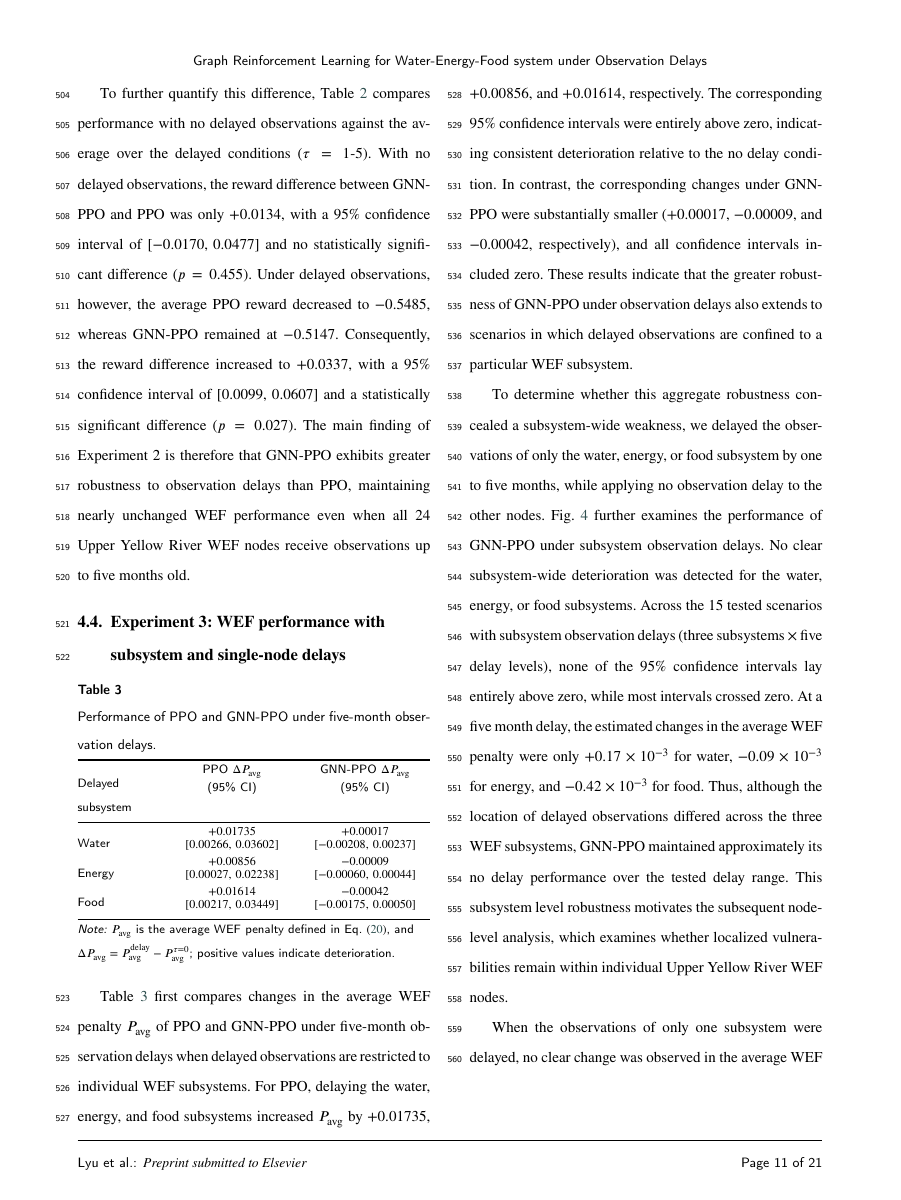 Graph Reinforcement Learning for Water-Energy-Food system under Observation Delays
504 To further quantify this difference, Table 2 compares
505 performance with no delayed observations against the av-
506 erage over the delayed conditions (τ = 1-5). With no
507 delayed observations, the reward difference between GNN-
508 PPO and PPO was only +0.0134, with a 95% confidence
509 interval of [−0.0170, 0.0477] and no statistically signifi-
510 cant difference (p = 0.455). Under delayed observations,
511 however, the average PPO reward decreased to −0.5485,
512 whereas GNN-PPO remained at −0.5147. Consequently,
513 the reward difference increased to +0.0337, with a 95%
514 confidence interval of [0.0099, 0.0607] and a statistically
515 significant difference (p = 0.027). The main finding of
516 Experiment 2 is therefore that GNN-PPO exhibits greater
517 robustness to observation delays than PPO, maintaining
518 nearly unchanged WEF performance even when all 24
519 Upper Yellow River WEF nodes receive observations up
520 to five months old.
521 4.4. Experiment 3: WEF performance with
522 subsystem and single-node delays
Table 3
Performance of PPO and GNN-PPO under five-month obser-
vation delays.
Delayed subsystem | PPO ΔP_avg (95% CI) | GNN-PPO ΔP_avg (95% CI)
Water | +0.01735 [0.00266, 0.03602] | +0.00017 [−0.00208, 0.00237]
Energy | +0.00856 [0.00027, 0.02238] | −0.00009 [−0.00060, 0.00044]
Food | +0.01614 [0.00217, 0.03449] | −0.00042 [−0.00175, 0.00050]
Note: P_avg is the average WEF penalty defined in Eq. (20), and
ΔP_avg = P_avg^delay − P_avg^τ=0; positive values indicate deterioration.
523 Table 3 first compares changes in the average WEF
524 penalty P_avg of PPO and GNN-PPO under five-month ob-
525 servation delays when delayed observations are restricted to
526 individual WEF subsystems. For PPO, delaying the water,
527 energy, and food subsystems increased P_avg by +0.01735,
528 +0.00856, and +0.01614, respectively. The corresponding
529 95% confidence intervals were entirely above zero, indicat-
530 ing consistent deterioration relative to the no delay condi-
531 tion. In contrast, the corresponding changes under GNN-
532 PPO were substantially smaller (+0.00017, −0.00009, and
533 −0.00042, respectively), and all confidence intervals in-
534 cluded zero. These results indicate that the greater robust-
535 ness of GNN-PPO under observation delays also extends to
536 scenarios in which delayed observations are confined to a
537 particular WEF subsystem.
538 To determine whether this aggregate robustness con-
539 cealed a subsystem-wide weakness, we delayed the obser-
540 vations of only the water, energy, or food subsystem by one
541 to five months, while applying no observation delay to the
542 other nodes. Fig. 4 further examines the performance of
543 GNN-PPO under subsystem observation delays. No clear
544 subsystem-wide deterioration was detected for the water,
545 energy, or food subsystems. Across the 15 tested scenarios
546 with subsystem observation delays (three subsystems × five
547 delay levels), none of the 95% confidence intervals lay
548 entirely above zero, while most intervals crossed zero. At a
549 five month delay, the estimated changes in the average WEF
550 penalty were only +0.17 × 10⁻³ for water, −0.09 × 10⁻³
551 for energy, and −0.42 × 10⁻³ for food. Thus, although the
552 location of delayed observations differed across the three
553 WEF subsystems, GNN-PPO maintained approximately its
554 no delay performance over the tested delay range. This
555 subsystem level robustness motivates the subsequent node-
556 level analysis, which examines whether localized vulnera-
557 bilities remain within individual Upper Yellow River WEF
558 nodes.
559 When the observations of only one subsystem were
560 delayed, no clear change was observed in the average WEF
Lyu et al.: Preprint submitted to Elsevier
Page 11 of 21